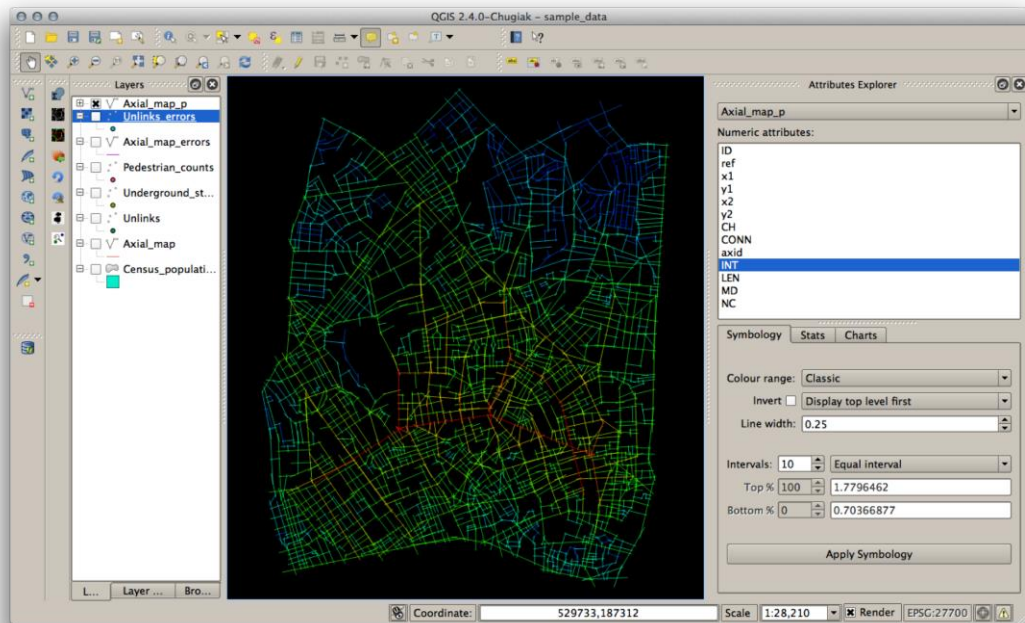 QGIS 2.4.0-Chugiak - sample_data
Layers
Axial_map_p
Unlinks_errors
Axial_map_errors
Pedestrian_counts
Underground_st...
Unlinks
Axial_map
Census_populati...
L...
Layer ...
Bro...
Attributes Explorer
Axial_map_p
Numeric attributes:
ID
ref
x1
y1
x2
y2
CH
CONN
axid
INT
LEN
MD
NC
Symbology
Stats
Charts
Colour range: Classic
Invert Display top level first
Line width: 0.25
Intervals: 10 Equal interval
Top % 100 1.7796462
Bottom % 0 0.70366877
Apply Symbology
Coordinate: 529733,187312 Scale 1:28,210 Render EPSG:27700